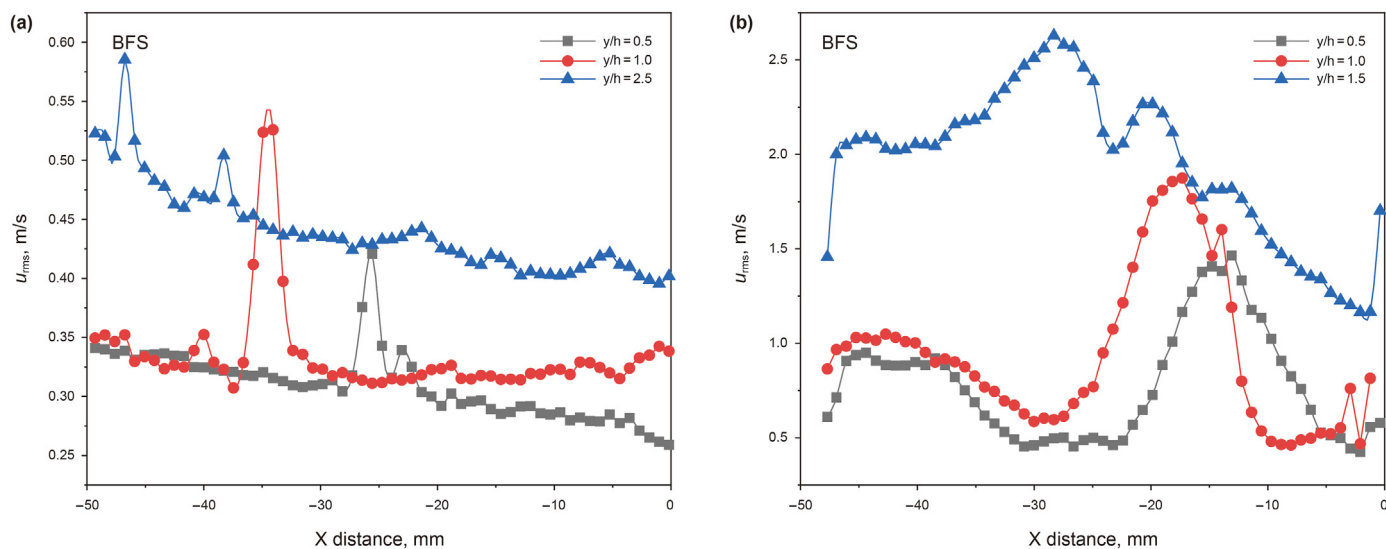 (a)
BFS
y/h = 0.5
y/h = 1.0
y/h = 2.5
0.60
0.55
0.50
0.45
0.40
0.35
0.30
0.25
urms, m/s
−50
−40
−30
−20
−10
0
X distance, mm
(b)
BFS
y/h = 0.5
y/h = 1.0
y/h = 1.5
2.5
2.0
1.5
1.0
0.5
urms, m/s
−50
−40
−30
−20
−10
0
X distance, mm